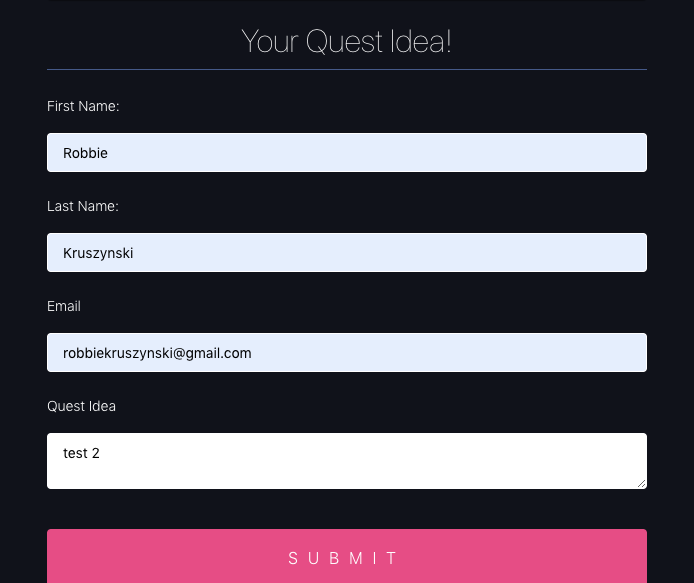 Your Quest Idea!
First Name:
Robbie
Last Name:
Kruszynski
Email
robbiekruszynski@gmail.com
Quest Idea
test 2
SUBMIT